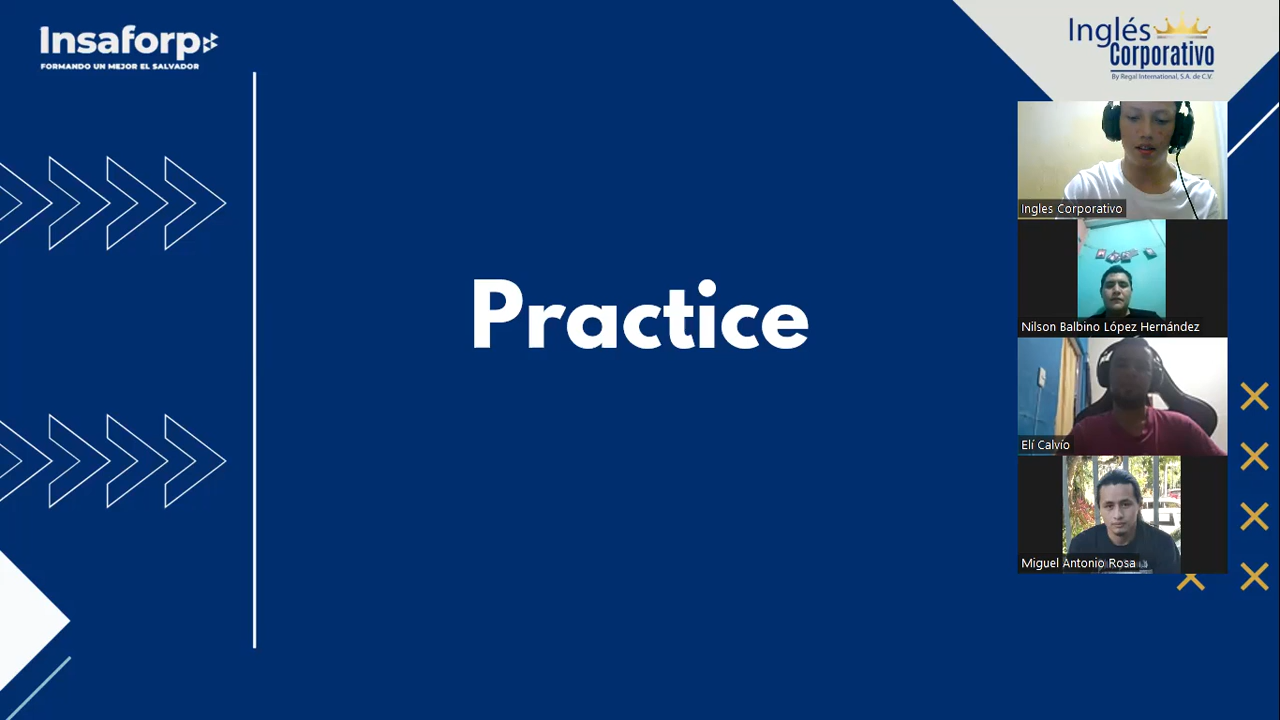 Insaforp
FORMANDO UN MEJOR EL SALVADOR
Inglés
Corporativo
By Regal International, S.A. de C.V.
Practice
Ingles Corporativo
Nilson Balbino López Hernández
Elí Calvío
Miguel Antonio Rosa